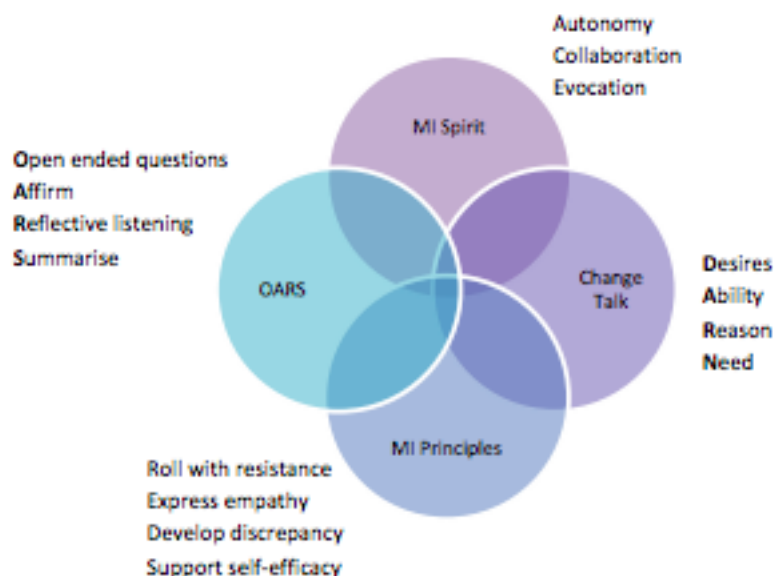 Autonomy
Collaboration
Evocation
MI Spirit
Open ended questions
Affirm
Reflective listening
Summarise
OARS
Change
Talk
Desires
Ability
Reason
Need
MI Principles
Roll with resistance
Express empathy
Develop discrepancy
Support self-efficacy